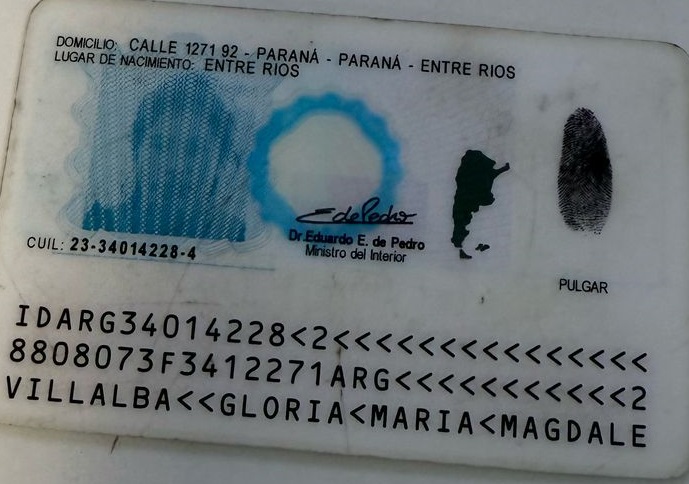 DOMICILIO: CALLE 1271 92 - PARANÁ - PARANÁ - ENTRE RIOS
LUGAR DE NACIMIENTO: ENTRE RIOS
CUIL: 23-34014228-4
Dr. Eduardo E. de Pedro
Ministro del Interior
PULGAR
IDARG34014228<2<<<<<<<<<<<<<<<
8808073F3412271ARG<<<<<<<<<<<2
VILLALBA<<GLORIA<MARIA<MAGDALE